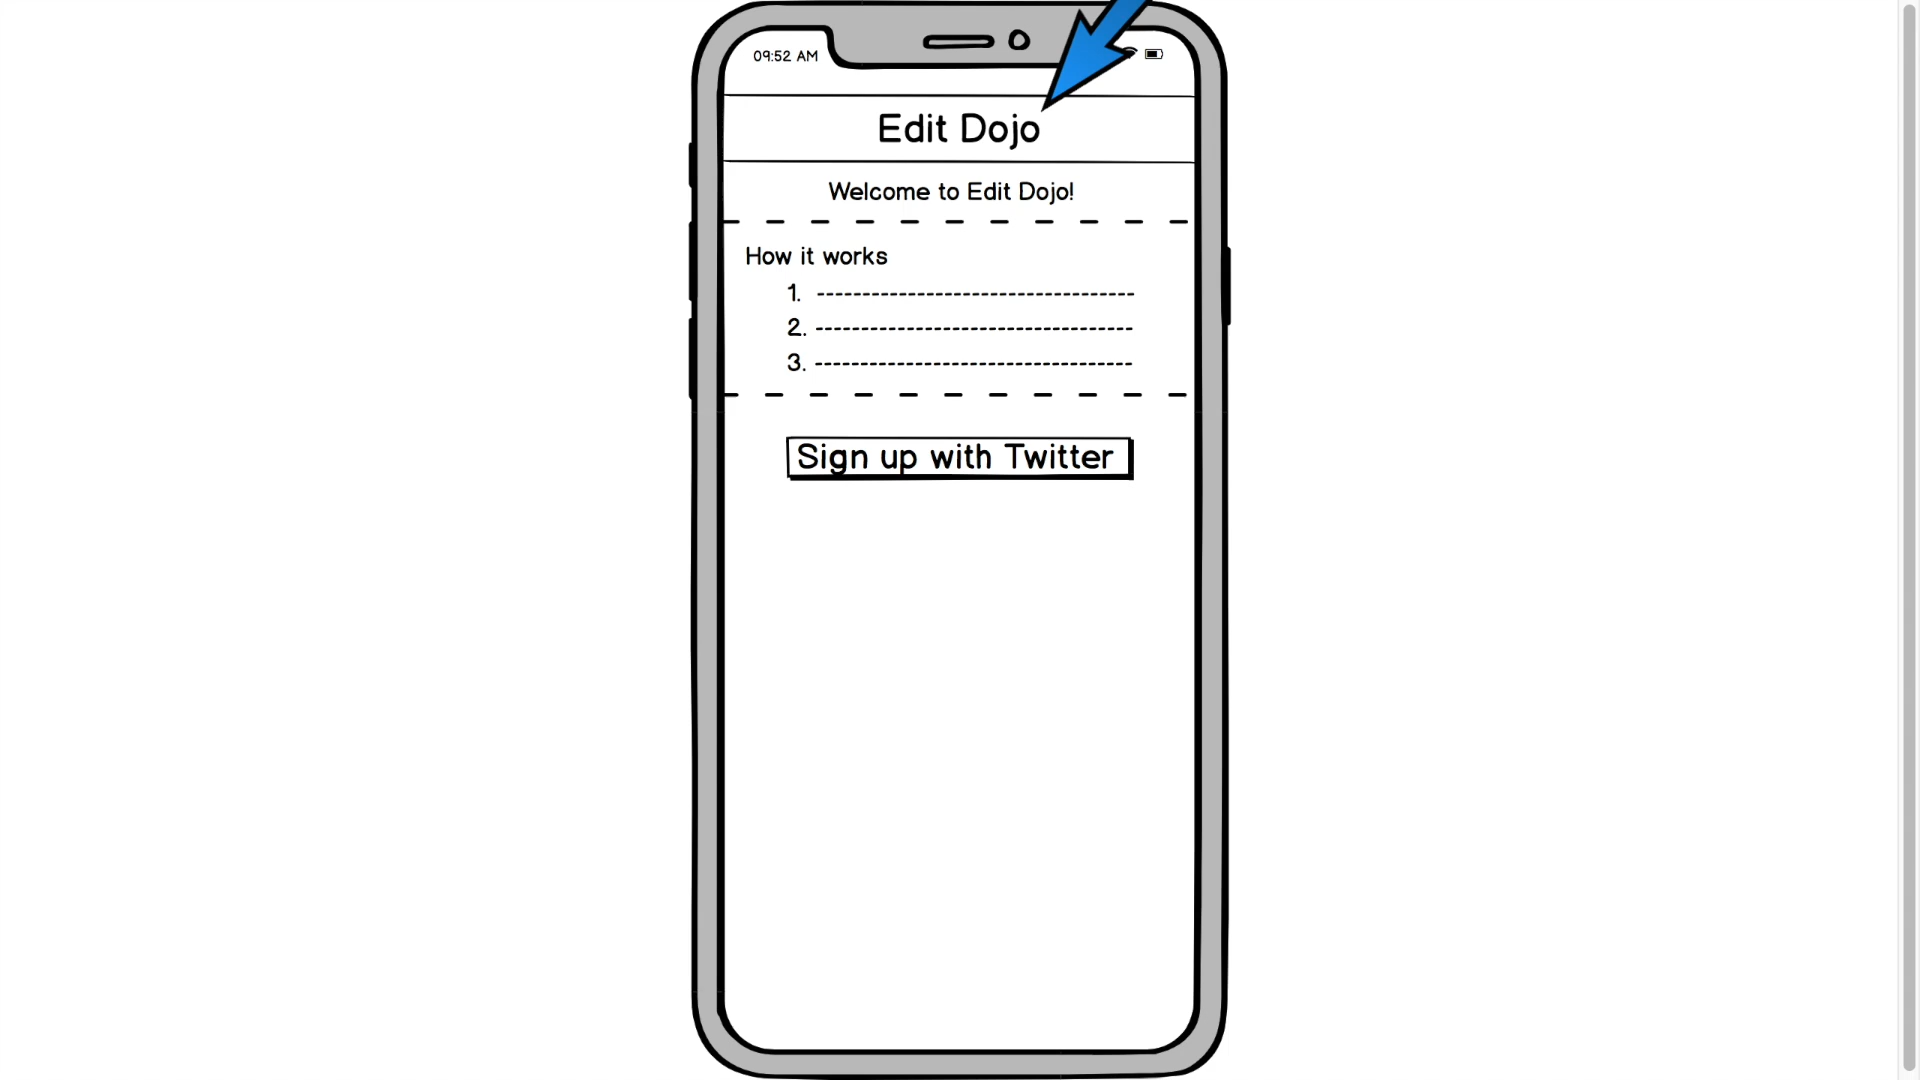 09:52 AM
Edit Dojo
Welcome to Edit Dojo!
How it works
1. -----------------------------------
2. -----------------------------------
3. -----------------------------------
Sign up with Twitter